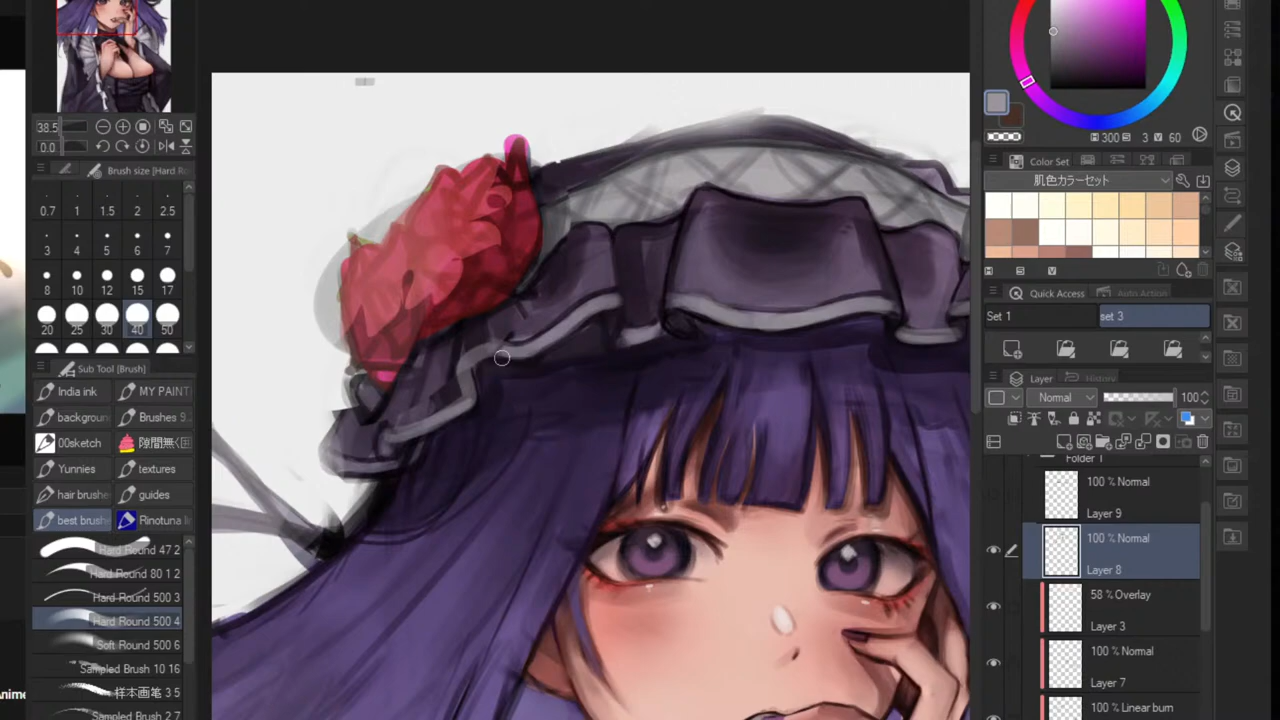 38.5
0.0
Brush size [Hard Ro
0.7 1 1.5 2 2.5
3 4 5 6 7
8 10 12 15 17
20 25 30 40 50
Sub Tool [Brush]
India ink MY PAINT
backgroun Brushes 9
00sketch 隙間無く
Yunnies textures
hair brushe guides
best brush Rinotuna li
Hard Round 47 2
Hard Round 80 1 2
Hard Round 500 3
Hard Round 500 4
Soft Round 500 6
Sampled Brush 10 16
样本画笔 3 5
Sampled Brush 2 7
Anime
H 300 S 3 V 60
Color Set
肌色カラーセット
H S V
Quick Access Auto Action
Set 1 set 3
Layer History
Normal 100
Folder 1
100 % Normal
Layer 9
100 % Normal
Layer 8
58 % Overlay
Layer 3
100 % Normal
Layer 7
100 % Linear burn